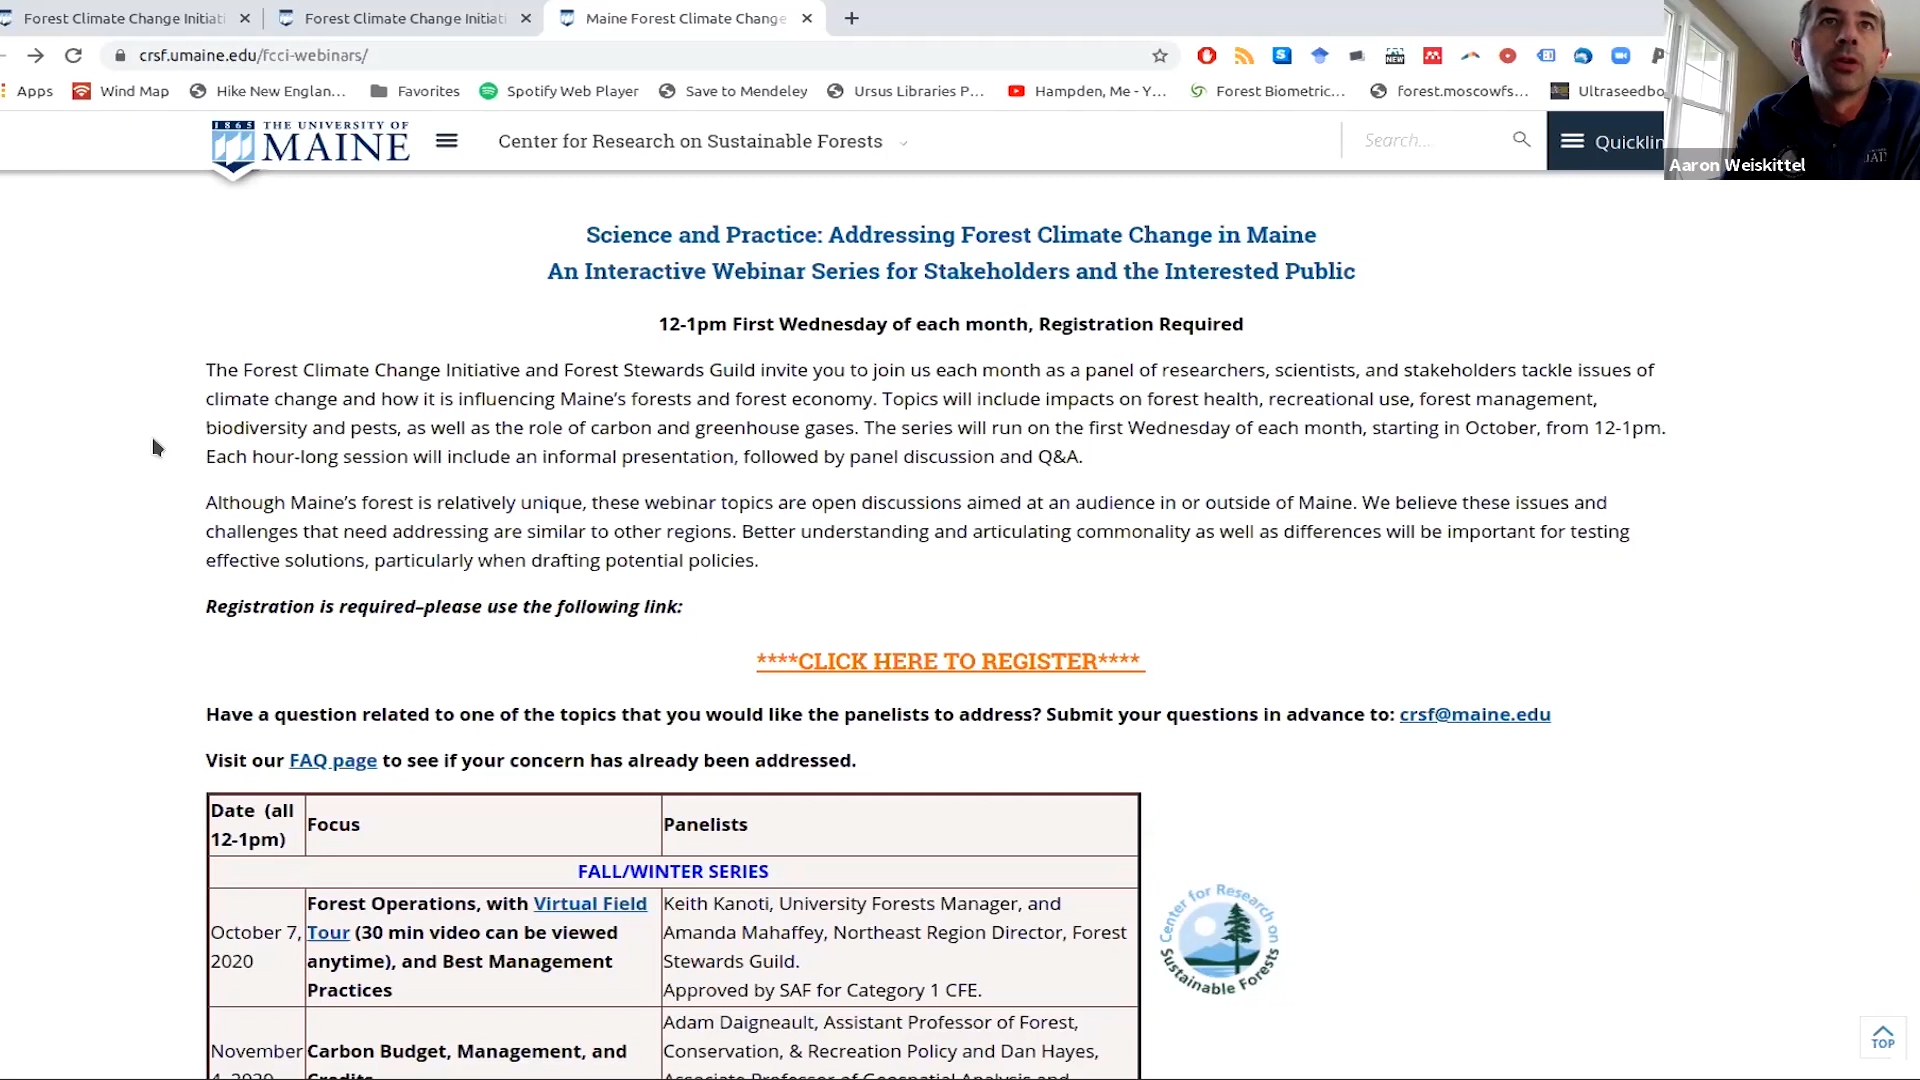 Forest Climate Change Initiati
Forest Climate Change Initiati
Maine Forest Climate Change
crsf.umaine.edu/fcci-webinars/
Apps
Wind Map
Hike New Englan...
Favorites
Spotify Web Player
Save to Mendeley
Ursus Libraries P...
Hampden, Me - Y...
Forest Biometric...
forest.moscowfs...
Ultraseedbo
1865 THE UNIVERSITY OF
MAINE
Center for Research on Sustainable Forests
Search...
Quicklin
Aaron Weiskittel
Science and Practice: Addressing Forest Climate Change in Maine
An Interactive Webinar Series for Stakeholders and the Interested Public
12-1pm First Wednesday of each month, Registration Required
The Forest Climate Change Initiative and Forest Stewards Guild invite you to join us each month as a panel of researchers, scientists, and stakeholders tackle issues of
climate change and how it is influencing Maine's forests and forest economy. Topics will include impacts on forest health, recreational use, forest management,
biodiversity and pests, as well as the role of carbon and greenhouse gases. The series will run on the first Wednesday of each month, starting in October, from 12-1pm.
Each hour-long session will include an informal presentation, followed by panel discussion and Q&A.
Although Maine's forest is relatively unique, these webinar topics are open discussions aimed at an audience in or outside of Maine. We believe these issues and
challenges that need addressing are similar to other regions. Better understanding and articulating commonality as well as differences will be important for testing
effective solutions, particularly when drafting potential policies.
Registration is required–please use the following link:
****CLICK HERE TO REGISTER****
Have a question related to one of the topics that you would like the panelists to address? Submit your questions in advance to: crsf@maine.edu
Visit our FAQ page to see if your concern has already been addressed.
Date (all
12-1pm)
Focus
Panelists
FALL/WINTER SERIES
October 7,
2020
Forest Operations, with Virtual Field
Tour (30 min video can be viewed
anytime), and Best Management
Practices
Keith Kanoti, University Forests Manager, and
Amanda Mahaffey, Northeast Region Director, Forest
Stewards Guild.
Approved by SAF for Category 1 CFE.
November
4, 2020
Carbon Budget, Management, and
Credits
Adam Daigneault, Assistant Professor of Forest,
Conservation, & Recreation Policy and Dan Hayes,
Associate Professor of Geospatial Analysis and
Center for Research on
Sustainable Forests
TOP